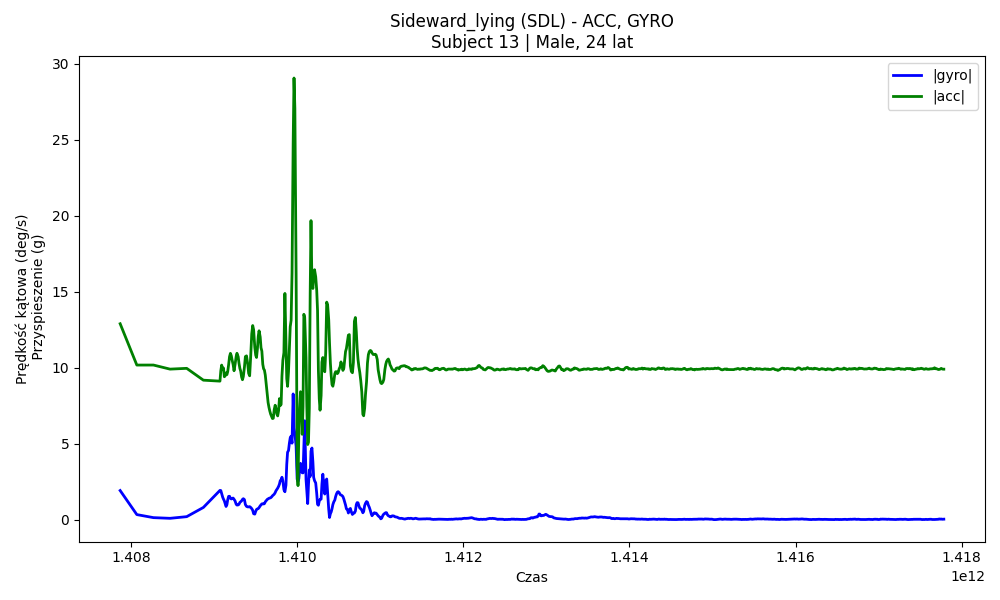 Sideward_lying (SDL) - ACC, GYRO
Subject 13 | Male, 24 lat
|gyro|
|acc|
Prędkość kątowa (deg/s)
Przyspieszenie (g)
30
25
20
15
10
5
0
1.408
1.410
1.412
1.414
1.416
1.418
1e12
Czas